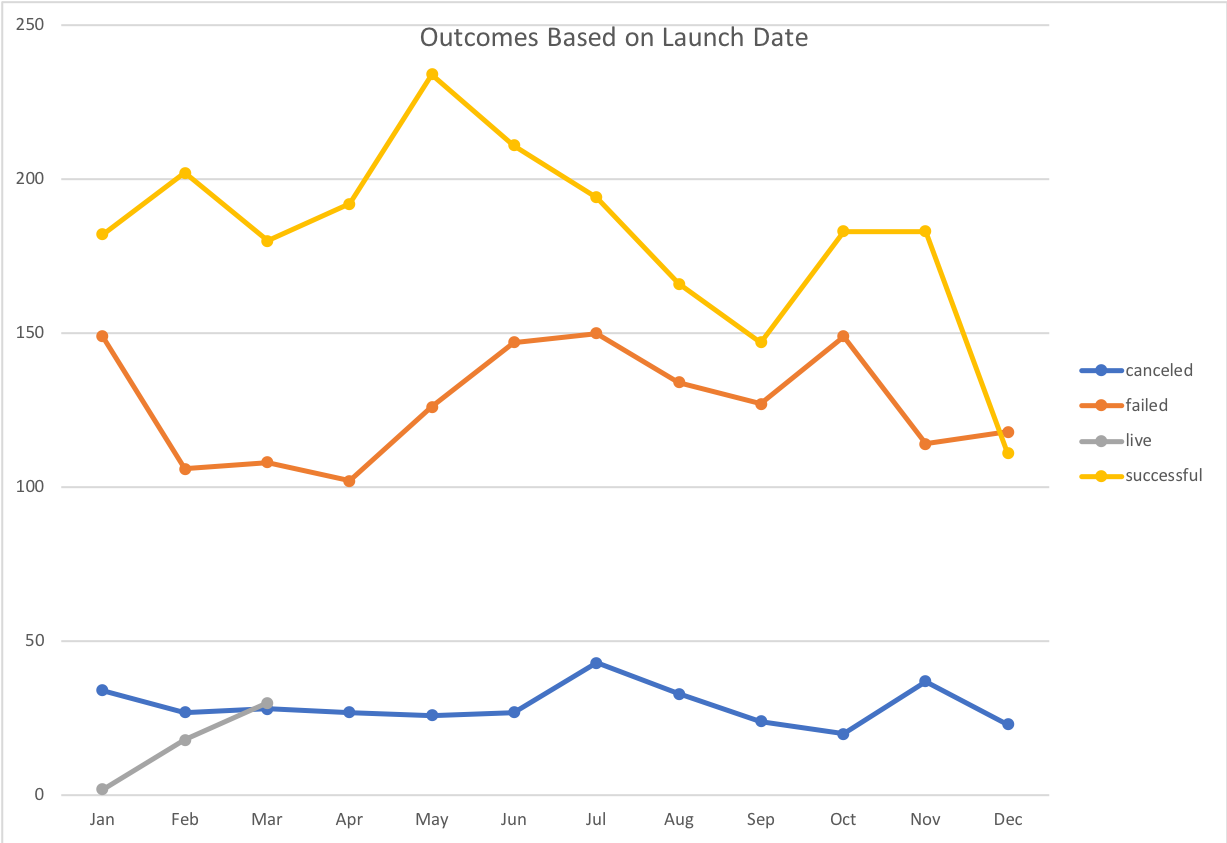 Outcomes Based on Launch Date
250
200
150
100
50
0
Jan Feb Mar Apr May Jun Jul Aug Sep Oct Nov Dec
canceled
failed
live
successful